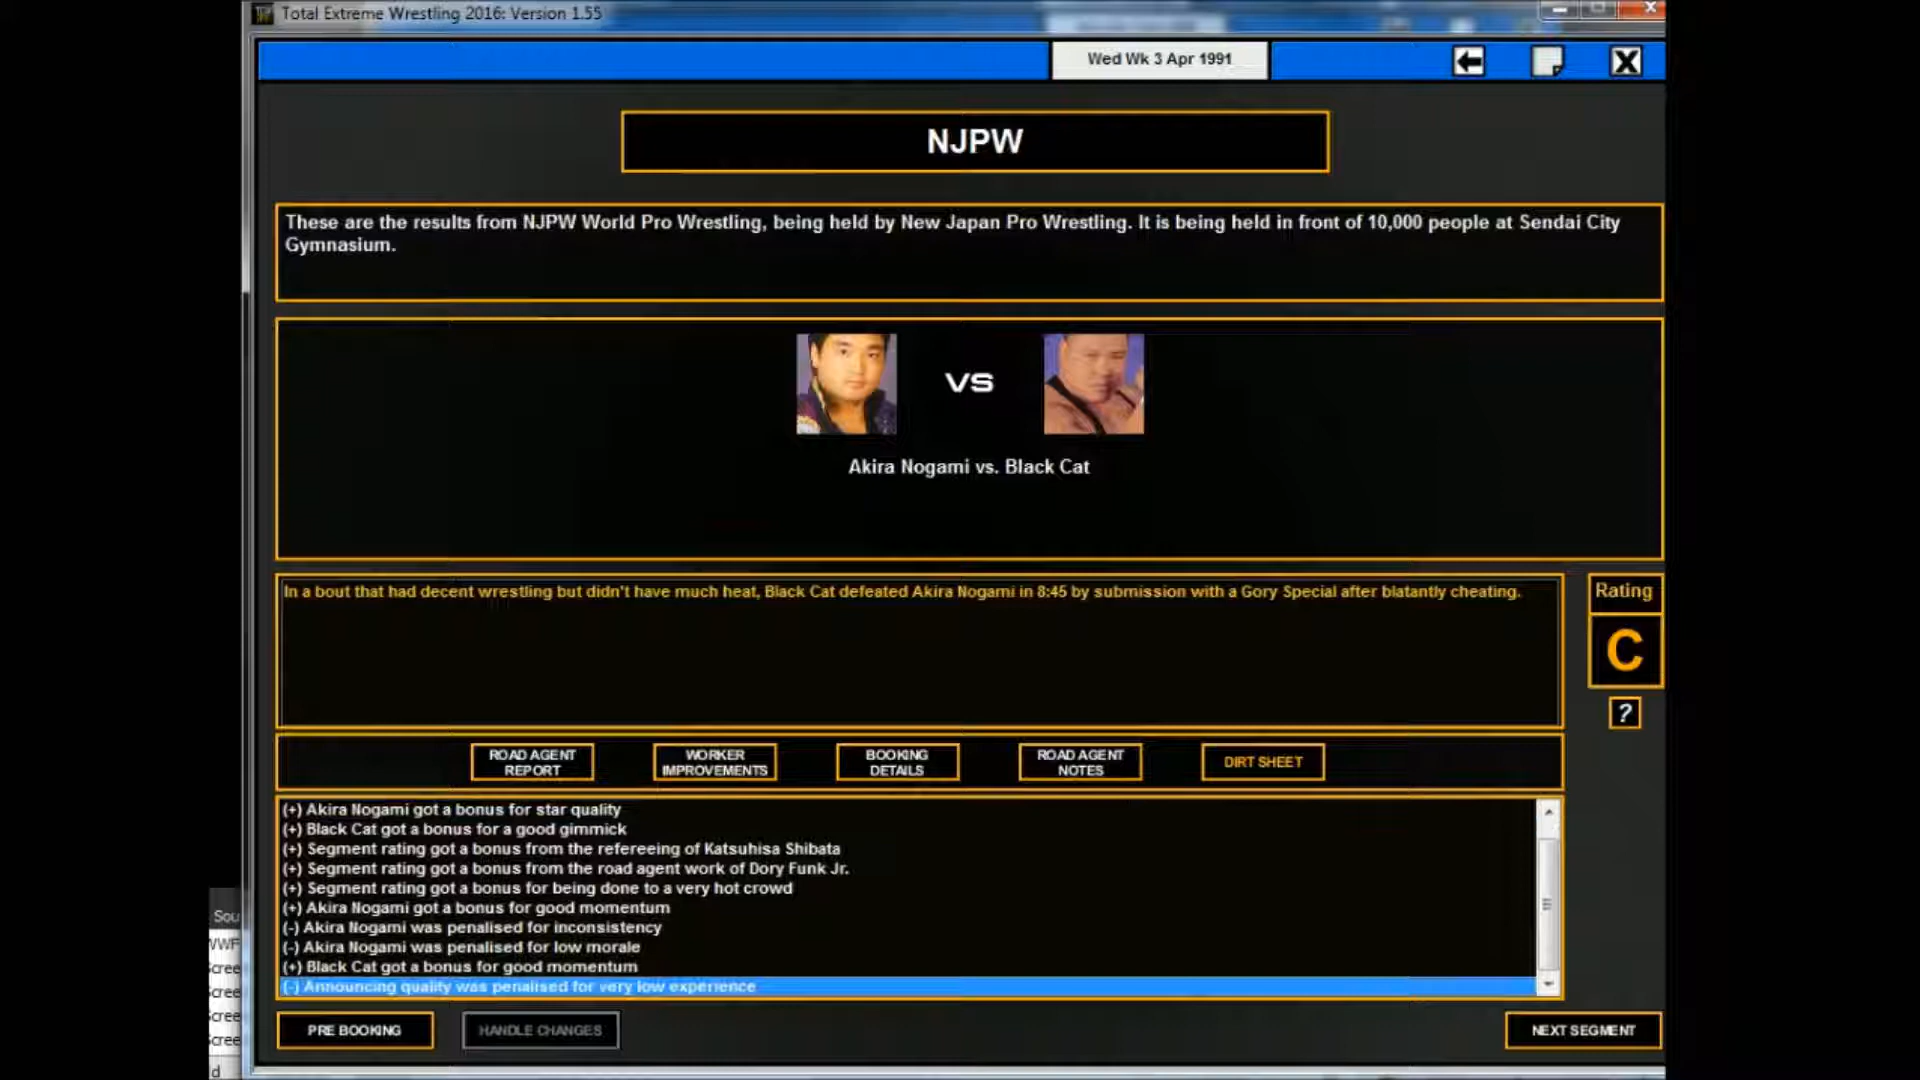 Total Extreme Wrestling 2016: Version 1.55
Wed Wk 3 Apr 1991
NJPW
These are the results from NJPW World Pro Wrestling, being held by New Japan Pro Wrestling. It is being held in front of 10,000 people at Sendai City
Gymnasium.
VS
Akira Nogami vs. Black Cat
In a bout that had decent wrestling but didn't have much heat, Black Cat defeated Akira Nogami in 8:45 by submission with a Gory Special after blatantly cheating.
Rating
C
?
ROAD AGENT
REPORT
WORKER
IMPROVEMENTS
BOOKING
DETAILS
ROAD AGENT
NOTES
DIRT SHEET
(+) Akira Nogami got a bonus for star quality
(+) Black Cat got a bonus for a good gimmick
(+) Segment rating got a bonus from the refereeing of Katsuhisa Shibata
(+) Segment rating got a bonus from the road agent work of Dory Funk Jr.
(+) Segment rating got a bonus for being done to a very hot crowd
(+) Akira Nogami got a bonus for good momentum
(-) Akira Nogami was penalised for inconsistency
(-) Akira Nogami was penalised for low morale
(+) Black Cat got a bonus for good momentum
(-) Announcing quality was penalised for very low experience
PRE BOOKING
HANDLE CHANGES
NEXT SEGMENT
Sou
WWF
Scree
Scree
Scree
Scree
d